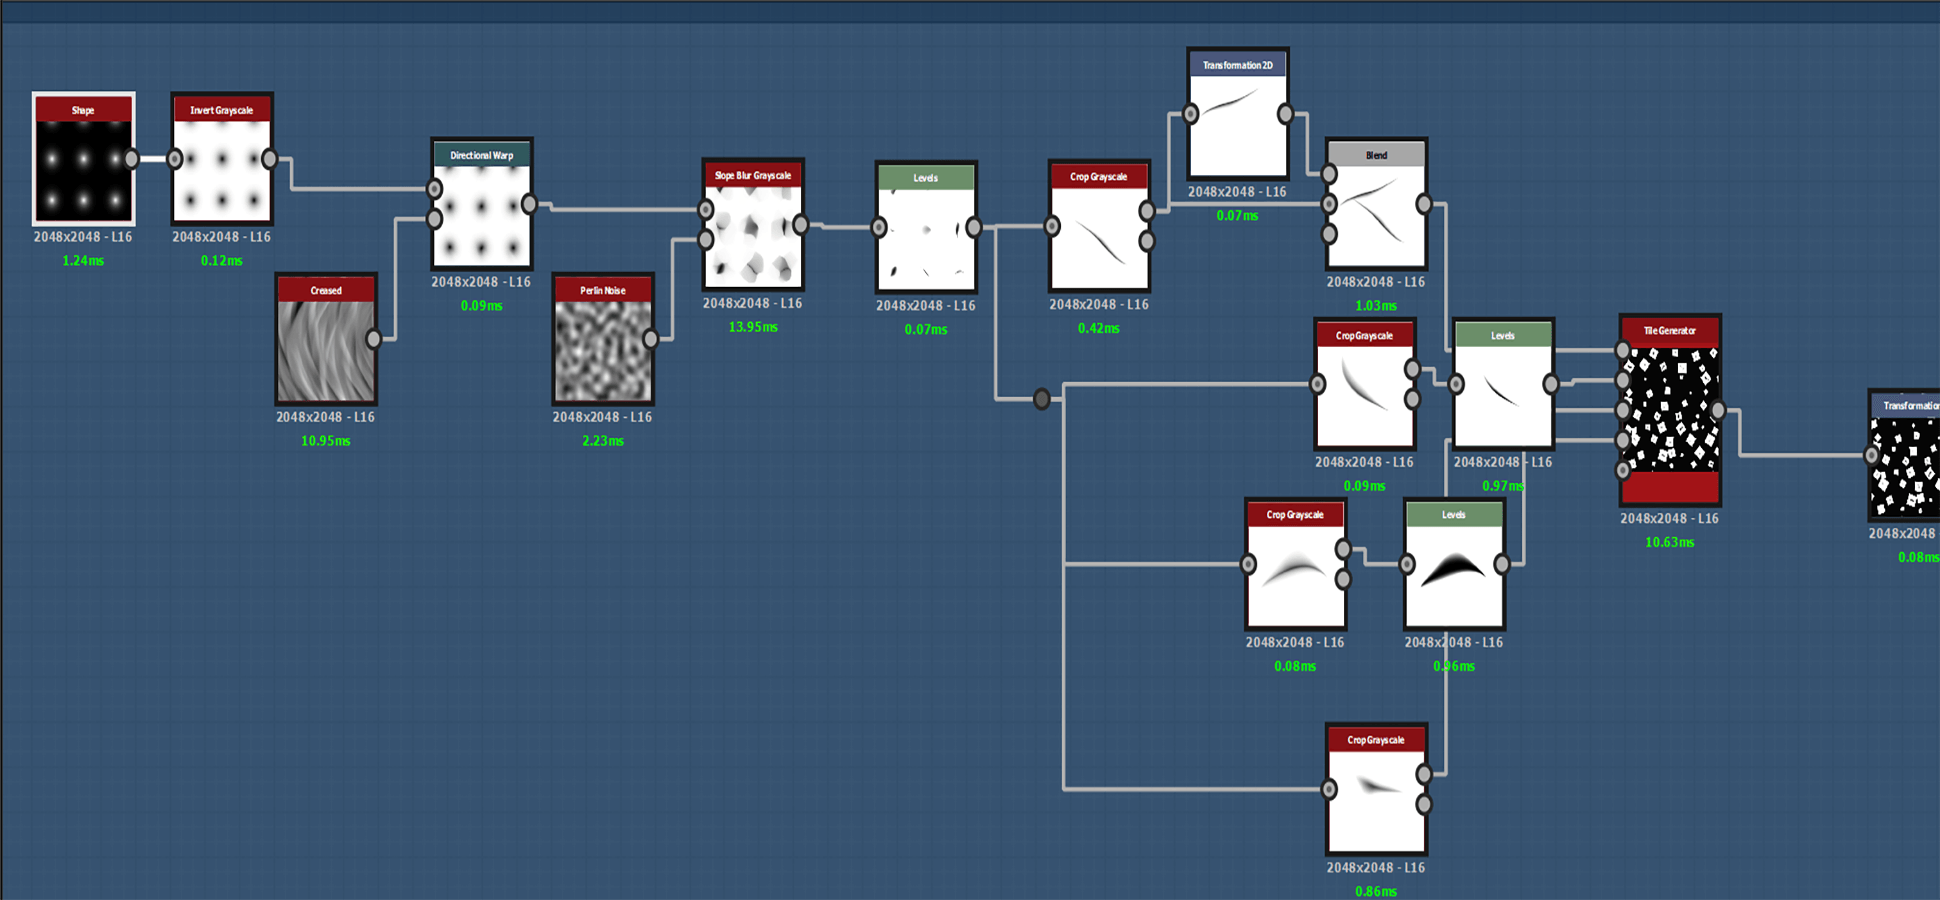 Shape
2048x2048 - L16
1.24ms
Invert Grayscale
2048x2048 - L16
0.12ms
Creased
2048x2048 - L16
10.95ms
Directional Warp
2048x2048 - L16
0.09ms
Perlin Noise
2048x2048 - L16
2.23ms
Slope Blur Grayscale
2048x2048 - L16
13.95ms
Levels
2048x2048 - L16
0.07ms
Crop Grayscale
2048x2048 - L16
0.42ms
Transformation 2D
2048x2048 - L16
0.07ms
Blend
2048x2048 - L16
1.03ms
Crop Grayscale
2048x2048 - L16
0.09ms
Levels
2048x2048 - L16
0.97ms
Tile Generator
2048x2048 - L16
10.63ms
Transformation
2048x2048 -
0.08ms
Crop Grayscale
2048x2048 - L16
0.08ms
Levels
2048x2048 - L16
0.96ms
Crop Grayscale
2048x2048 - L16
0.86ms